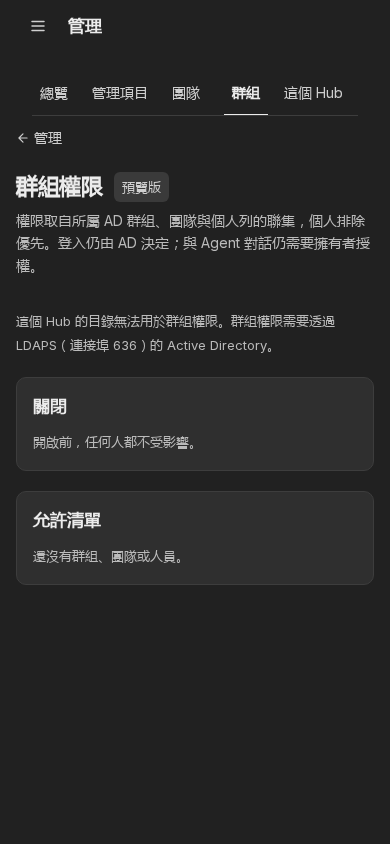 管理
總覽 管理項目 團隊 群組 這個 Hub
← 管理
群組權限 預覽版
權限取自所屬 AD 群組、團隊與個人列的聯集，個人排除
優先。登入仍由 AD 決定；與 Agent 對話仍需要擁有者授
權。
這個 Hub 的目錄無法用於群組權限。群組權限需要透過
LDAPS（連接埠 636）的 Active Directory。
關閉
開啟前，任何人都不受影響。
允許清單
還沒有群組、團隊或人員。